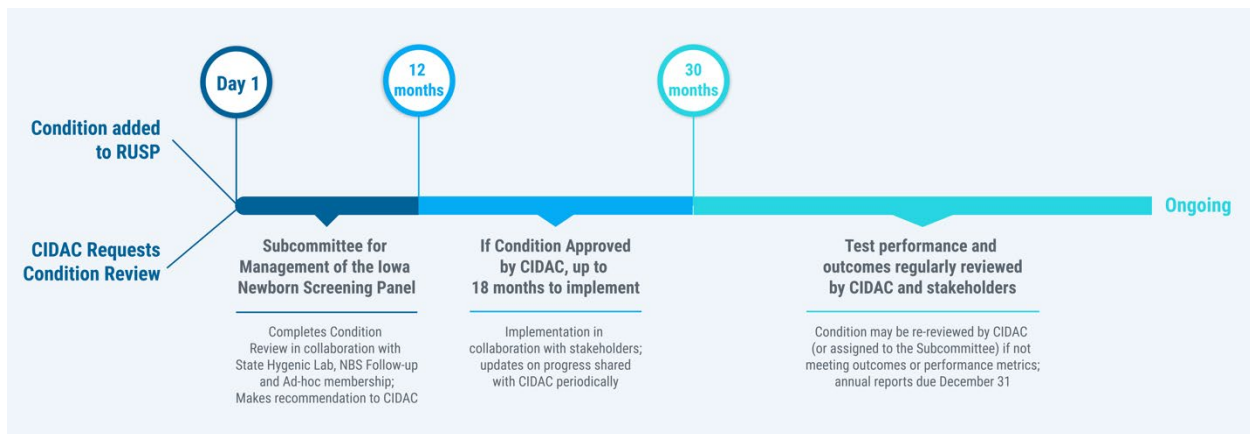 Day 1
12
months
30
months
Condition added
to RUSP
CIDAC Requests
Condition Review
Ongoing
Subcommittee for
Management of the Iowa
Newborn Screening Panel
Completes Condition
Review in collaboration with
State Hygenic Lab, NBS Follow-up
and Ad-hoc membership;
Makes recommendation to CIDAC
If Condition Approved
by CIDAC, up to
18 months to implement
Implementation in
collaboration with stakeholders;
updates on progress shared
with CIDAC periodically
Test performance and
outcomes regularly reviewed
by CIDAC and stakeholders
Condition may be re-reviewed by CIDAC
(or assigned to the Subcommittee) if not
meeting outcomes or performance metrics;
annual reports due December 31